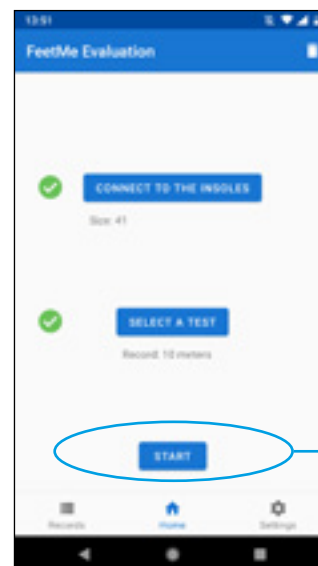 13:51
FeetMe Evaluation
CONNECT TO THE INSOLES
Size: 41
SELECT A TEST
Record: 10 meters
START
Records Home Settings